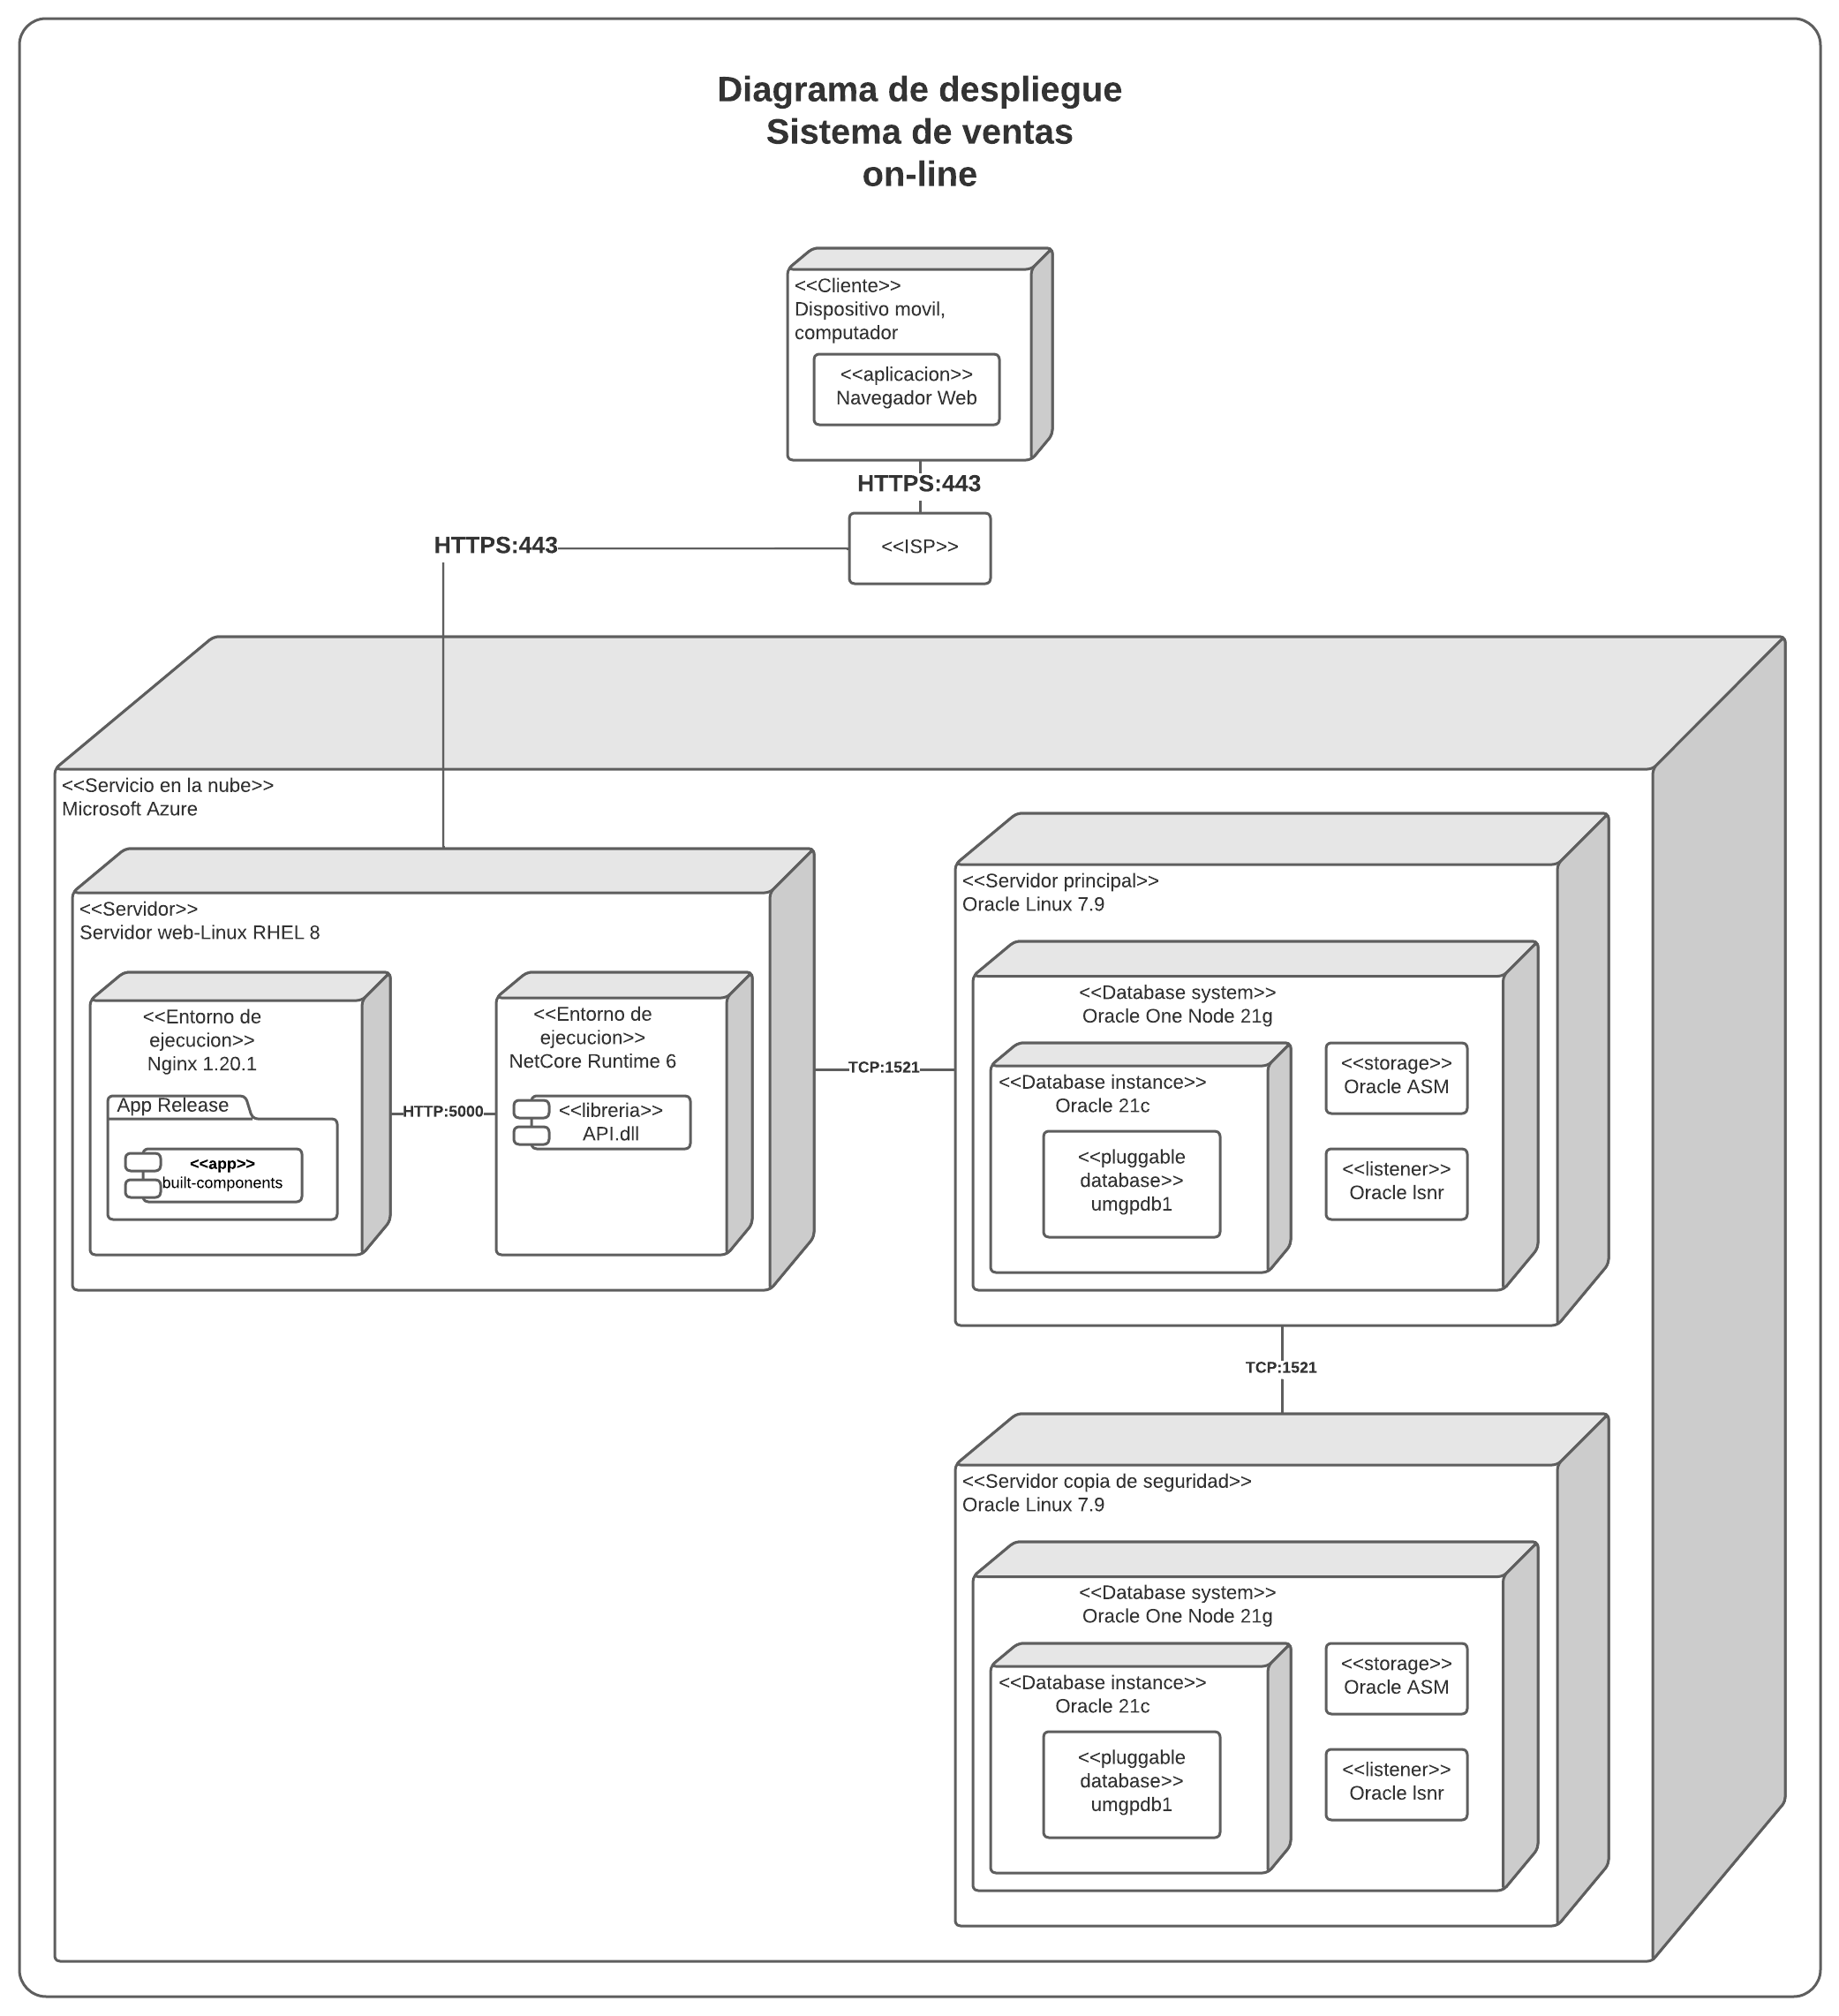 Diagrama de despliegue
Sistema de ventas
on-line
<<Cliente>>
Dispositivo movil,
computador
<<aplicacion>>
Navegador Web
HTTPS:443
<<ISP>>
HTTPS:443
<<Servicio en la nube>>
Microsoft Azure
<<Servidor>>
Servidor web-Linux RHEL 8
<<Entorno de
ejecucion>>
Nginx 1.20.1
App Release
<<app>>
built-components
HTTP:5000
<<Entorno de
ejecucion>>
NetCore Runtime 6
<<libreria>>
API.dll
TCP:1521
<<Servidor principal>>
Oracle Linux 7.9
<<Database system>>
Oracle One Node 21g
<<Database instance>>
Oracle 21c
<<pluggable
database>>
umgpdb1
<<storage>>
Oracle ASM
<<listener>>
Oracle lsnr
TCP:1521
<<Servidor copia de seguridad>>
Oracle Linux 7.9
<<Database system>>
Oracle One Node 21g
<<Database instance>>
Oracle 21c
<<pluggable
database>>
umgpdb1
<<storage>>
Oracle ASM
<<listener>>
Oracle lsnr